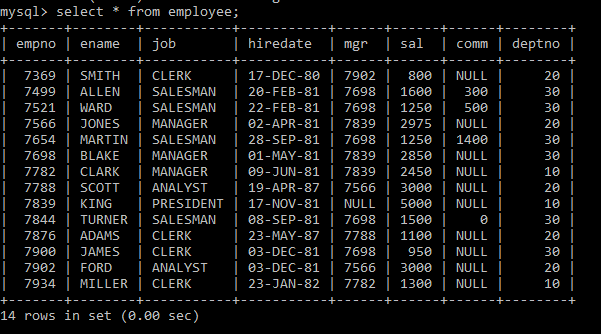 mysql> select * from employee;
+-------+--------+-----------+-----------+------+------+------+--------+
| empno | ename  | job       | hiredate  | mgr  | sal  | comm | deptno |
+-------+--------+-----------+-----------+------+------+------+--------+
|  7369 | SMITH  | CLERK     | 17-DEC-80 | 7902 |  800 | NULL |     20 |
|  7499 | ALLEN  | SALESMAN  | 20-FEB-81 | 7698 | 1600 |  300 |     30 |
|  7521 | WARD   | SALESMAN  | 22-FEB-81 | 7698 | 1250 |  500 |     30 |
|  7566 | JONES  | MANAGER   | 02-APR-81 | 7839 | 2975 | NULL |     20 |
|  7654 | MARTIN | SALESMAN  | 28-SEP-81 | 7698 | 1250 | 1400 |     30 |
|  7698 | BLAKE  | MANAGER   | 01-MAY-81 | 7839 | 2850 | NULL |     30 |
|  7782 | CLARK  | MANAGER   | 09-JUN-81 | 7839 | 2450 | NULL |     10 |
|  7788 | SCOTT  | ANALYST   | 19-APR-87 | 7566 | 3000 | NULL |     20 |
|  7839 | KING   | PRESIDENT | 17-NOV-81 | NULL | 5000 | NULL |     10 |
|  7844 | TURNER | SALESMAN  | 08-SEP-81 | 7698 | 1500 |    0 |     30 |
|  7876 | ADAMS  | CLERK     | 23-MAY-87 | 7788 | 1100 | NULL |     20 |
|  7900 | JAMES  | CLERK     | 03-DEC-81 | 7698 |  950 | NULL |     30 |
|  7902 | FORD   | ANALYST   | 03-DEC-81 | 7566 | 3000 | NULL |     20 |
|  7934 | MILLER | CLERK     | 23-JAN-82 | 7782 | 1300 | NULL |     10 |
+-------+--------+-----------+-----------+------+------+------+--------+
14 rows in set (0.00 sec)